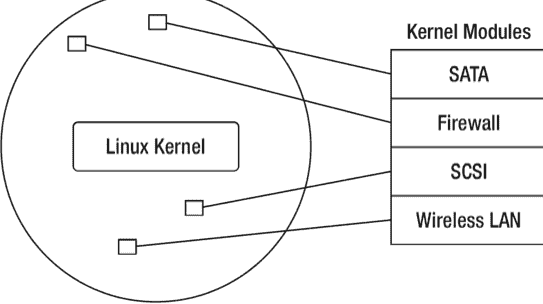 Kernel Modules
SATA
Firewall
Linux Kernel
SCSI
Wireless LAN